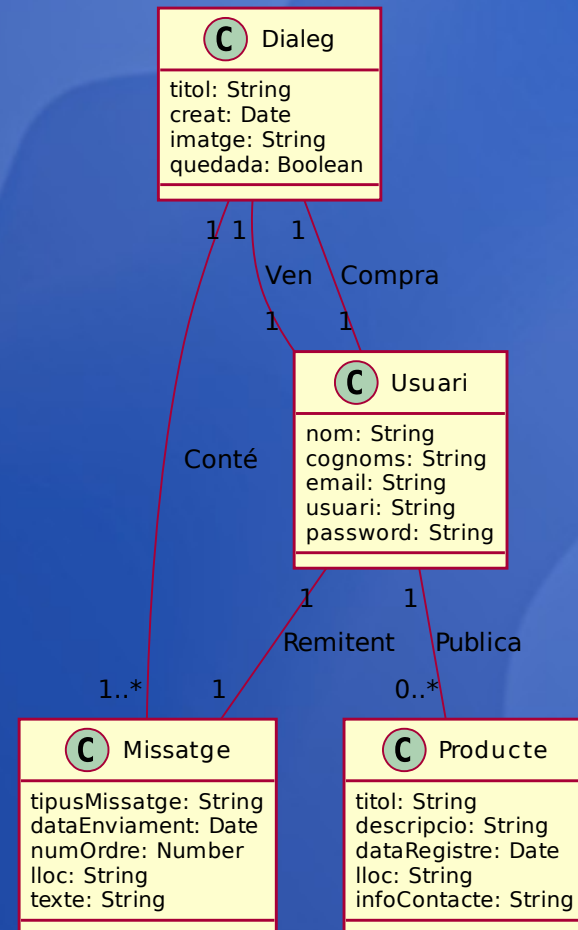 C Dialeg
titol: String
creat: Date
imatge: String
quedada: Boolean
1 1 1
Ven Compra
1 1
C Usuari
nom: String
cognoms: String
email: String
usuari: String
password: String
Conté
1 1
Remitent Publica
1..* 1 0..*
C Missatge
tipusMissatge: String
dataEnviament: Date
numOrdre: Number
lloc: String
texte: String
C Producte
titol: String
descripcio: String
dataRegistre: Date
lloc: String
infoContacte: String